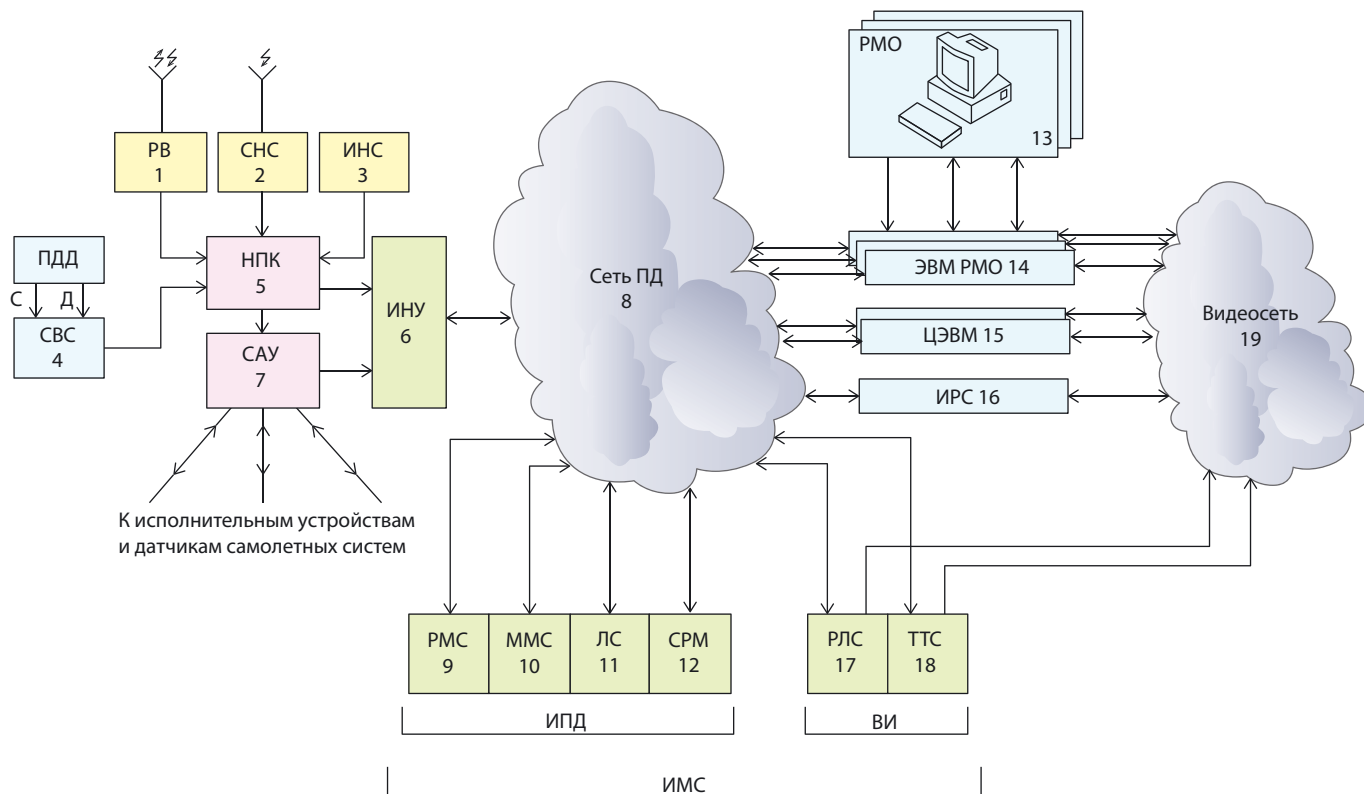 РМО
13
РВ
1
СНС
2
ИНС
3
ПДД
С
Д
СВС
4
НПК
5
ИНУ
6
САУ
7
Сеть ПД
8
ЭВМ РМО 14
ЦЭВМ 15
ИРС 16
Видеосеть
19
К исполнительным устройствам
и датчикам самолетных систем
РМС
9
ММС
10
ЛС
11
СРМ
12
РЛС
17
ТТС
18
ИПД
ВИ
ИМС